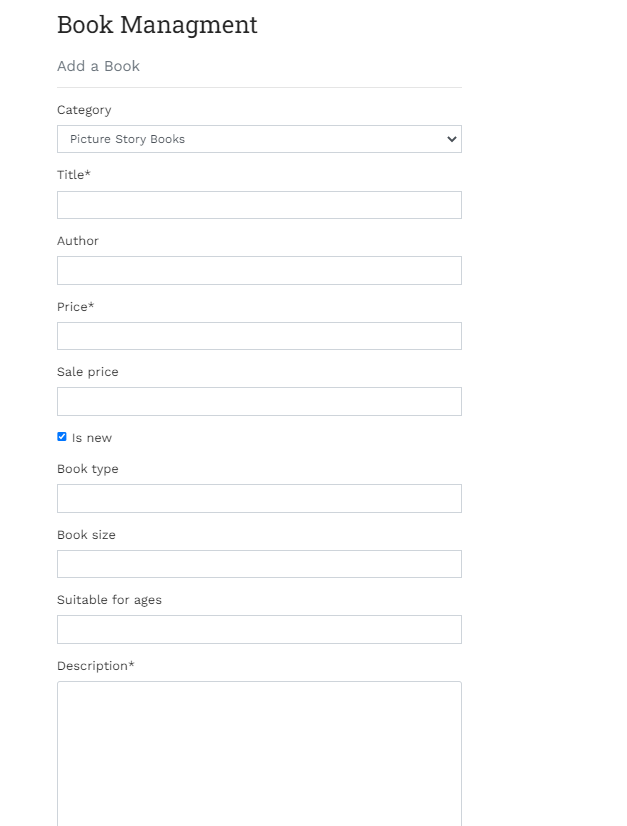 Book Managment
Add a Book
Category
Picture Story Books
Title*
Author
Price*
Sale price
Is new
Book type
Book size
Suitable for ages
Description*